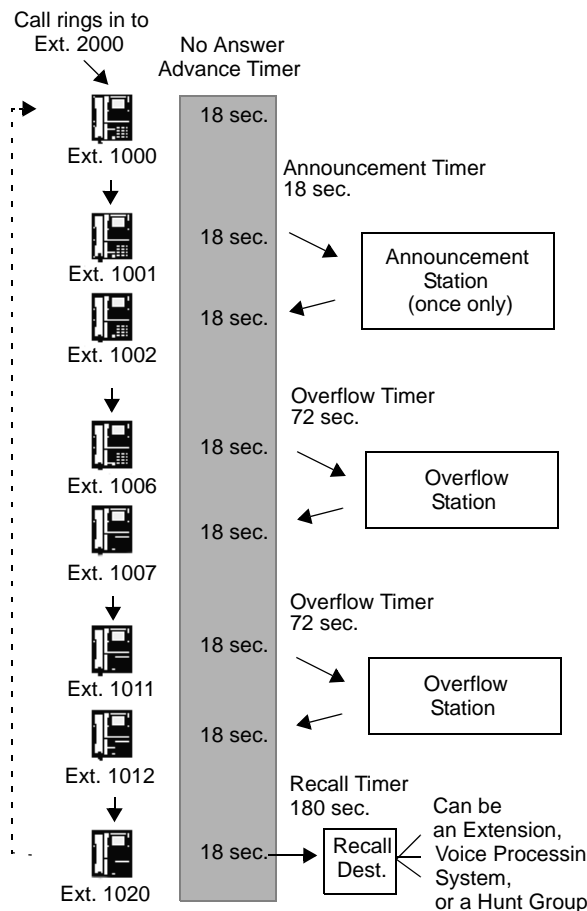 Call rings in to
Ext. 2000
No Answer
Advance Timer
18 sec.
Ext. 1000
Announcement Timer
18 sec.
18 sec.
Ext. 1001
Announcement
Station
(once only)
18 sec.
Ext. 1002
Overflow Timer
72 sec.
18 sec.
Ext. 1006
Overflow
Station
18 sec.
Ext. 1007
Overflow Timer
72 sec.
18 sec.
Ext. 1011
Overflow
Station
18 sec.
Ext. 1012
Recall Timer
180 sec.
18 sec.
Ext. 1020
Recall
Dest.
Can be
an Extension,
Voice Processin
System,
or a Hunt Group